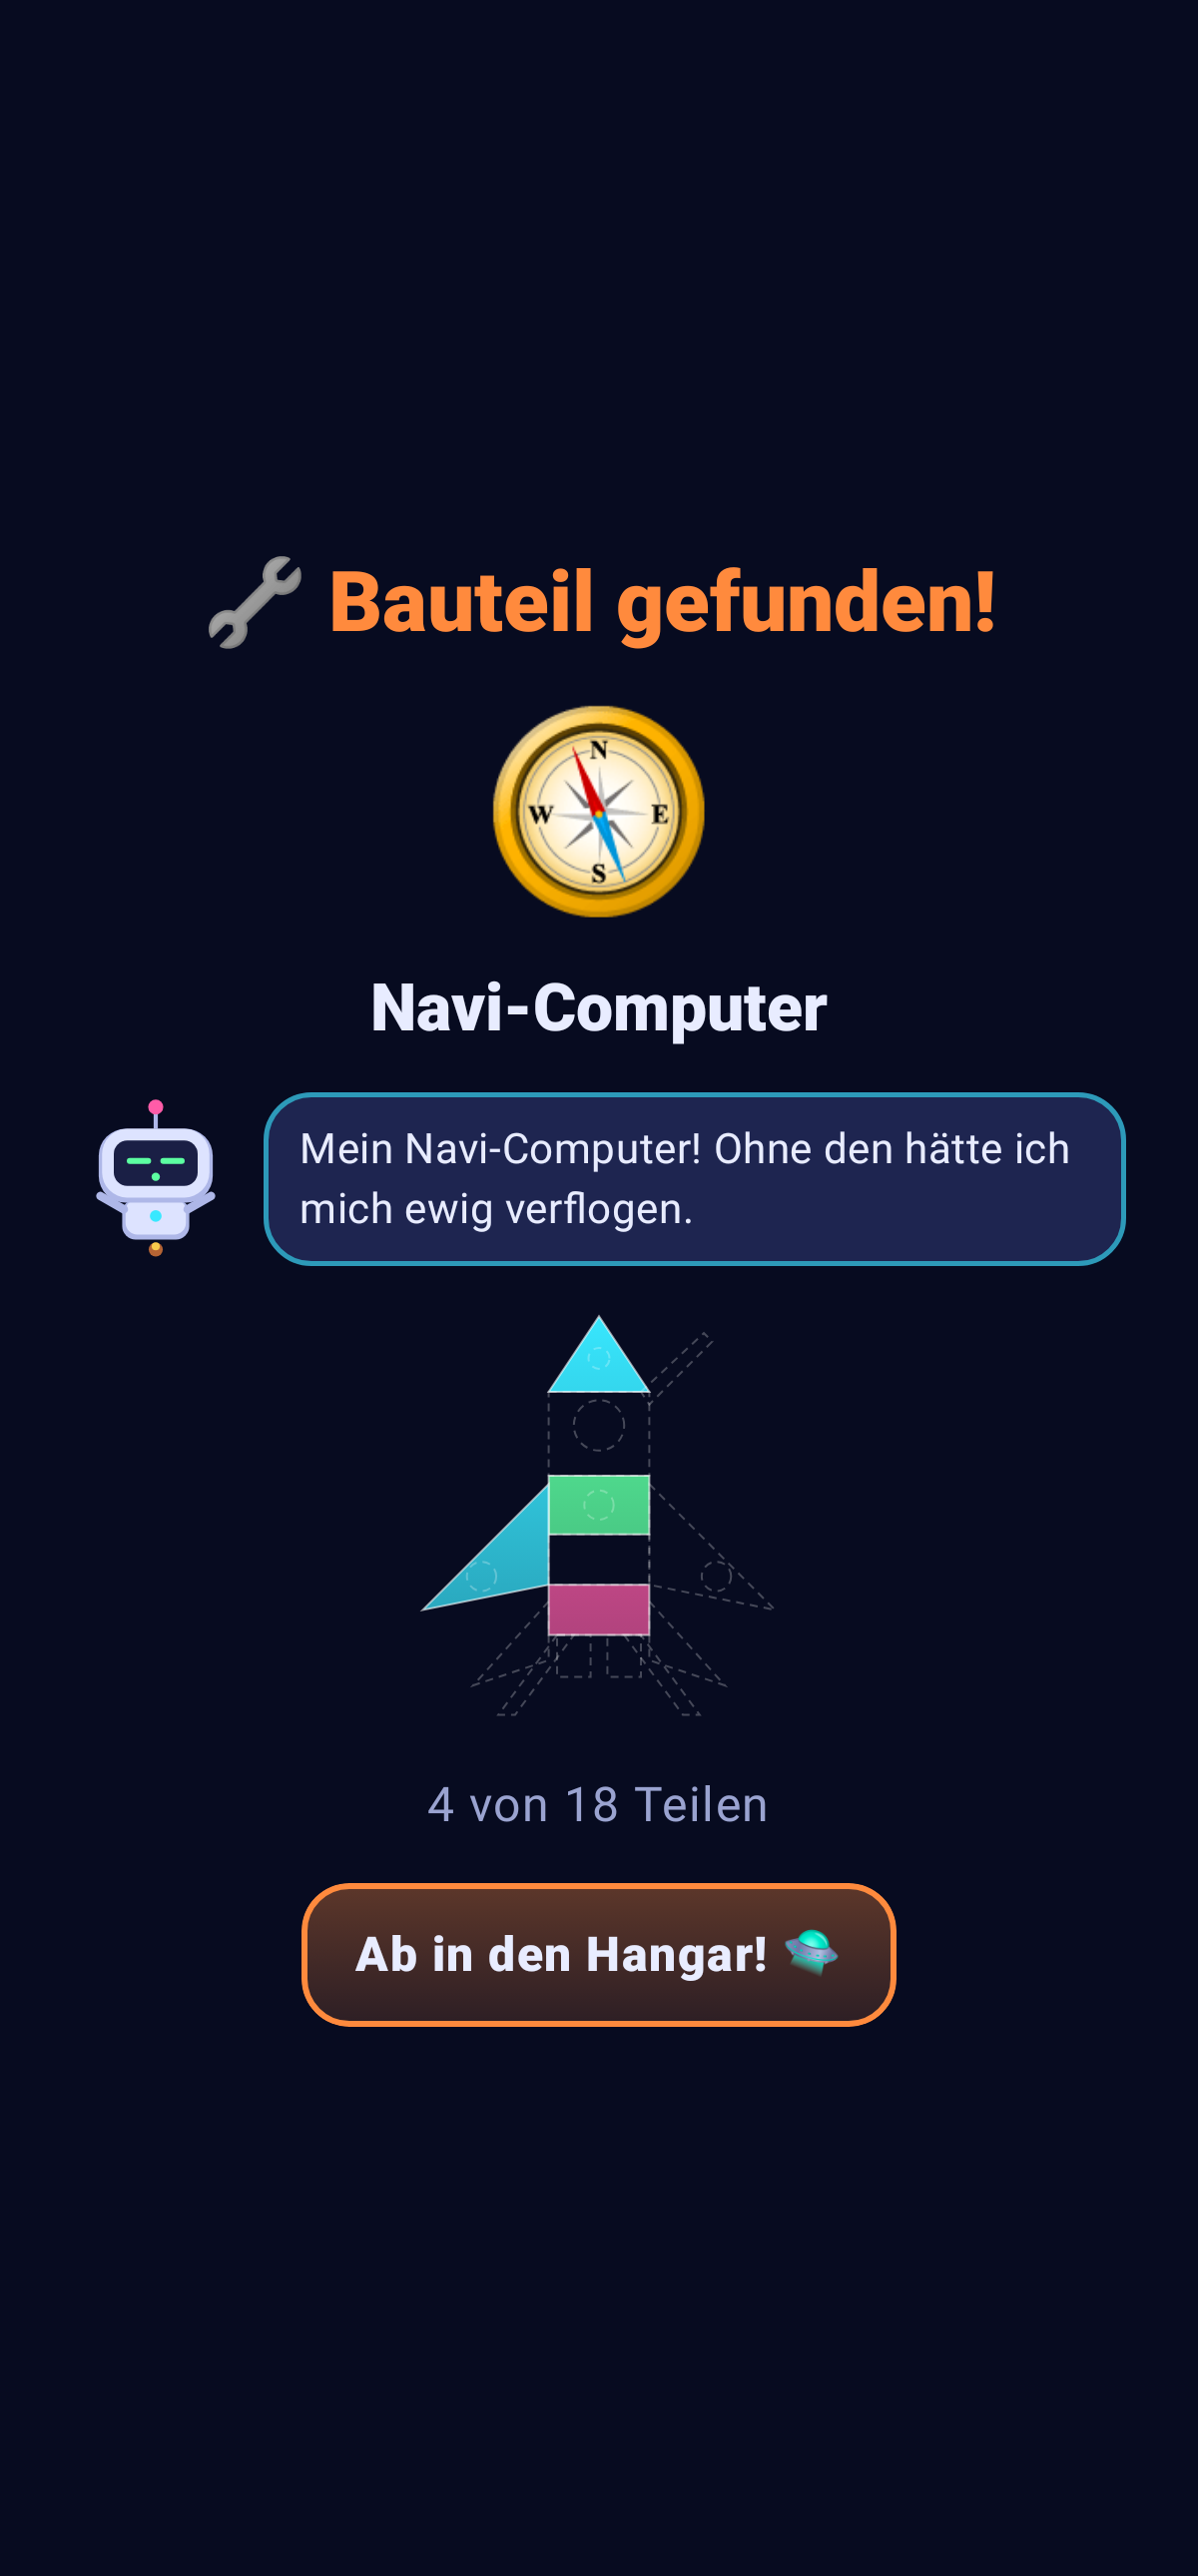 Bauteil gefunden!
N
W E
S
Navi-Computer
Mein Navi-Computer! Ohne den hätte ich
mich ewig verflogen.
4 von 18 Teilen
Ab in den Hangar!